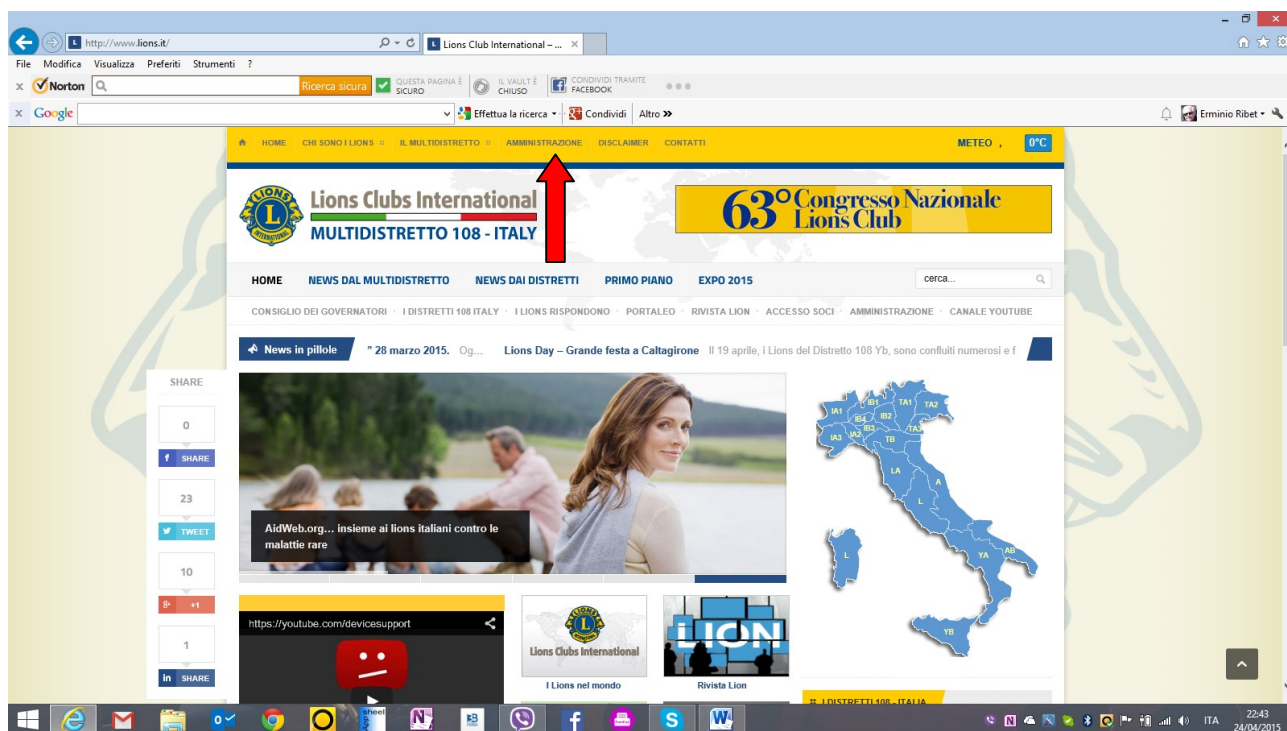 http://www.lions.it/
Lions Club International – ...
File Modifica Visualizza Preferiti Strumenti ?
Norton
Ricerca sicura
QUESTA PAGINA È SICURO
IL VAULT È CHIUSO
CONDIVIDI TRAMITE FACEBOOK
Google
Effettua la ricerca
Condividi
Altro »
Erminio Ribet
HOME CHI SONO I LIONS IL MULTIDISTRETTO AMMINISTRAZIONE DISCLAIMER CONTATTI
METEO , 0°C
LIONS
L
INTERNATIONAL
Lions Clubs International
MULTIDISTRETTO 108 - ITALY
63° Congresso Nazionale
Lions Club
HOME NEWS DAL MULTIDISTRETTO NEWS DAI DISTRETTI PRIMO PIANO EXPO 2015
cerca...
CONSIGLIO DEI GOVERNATORI · I DISTRETTI 108 ITALY · I LIONS RISPONDONO · PORTALEO · RIVISTA LION · ACCESSO SOCI · AMMINISTRAZIONE · CANALE YOUTUBE
News in pillole
" 28 marzo 2015. Og... Lions Day – Grande festa a Caltagirone Il 19 aprile, i Lions del Distretto 108 Yb, sono confluiti numerosi e f
SHARE
0
SHARE
23
TWEET
10
+1
1
SHARE
AidWeb.org… insieme ai lions italiani contro le
malattie rare
IB1 TA1 TA2
IA1 IB4 IB2
IB3 TA3
IA3 IA2 TB
LA
A
L
L
YA AB
YB
https://youtube.com/devicesupport
LIONS
L
Lions Clubs International
I Lions nel mondo
LION
Rivista Lion
I DISTRETTI 108 - ITALIA
ITA
22:43
24/04/2015